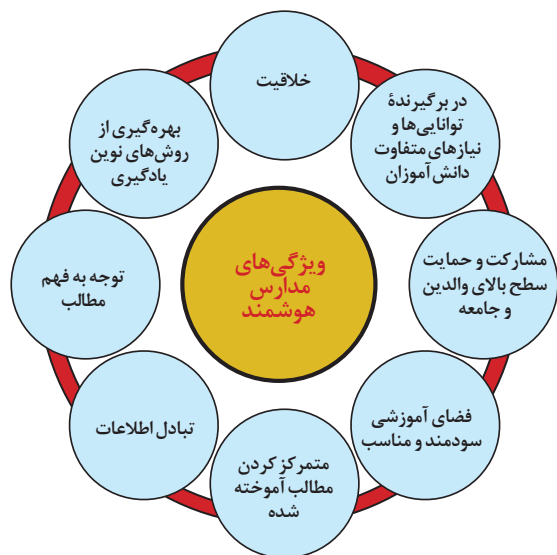 ویژگی‌های
مدارس
هوشمند
خلاقیت
در برگیرندهٔ
توانایی‌ها و
نیازهای متفاوت
دانش‌آموزان
مشارکت و حمایت
سطح بالای والدین
و جامعه
فضای آموزشی
سودمند و مناسب
متمرکز کردن
مطالب آموخته
شده
تبادل اطلاعات
توجه به فهم
مطالب
بهره‌گیری از
روش‌های نوین
یادگیری